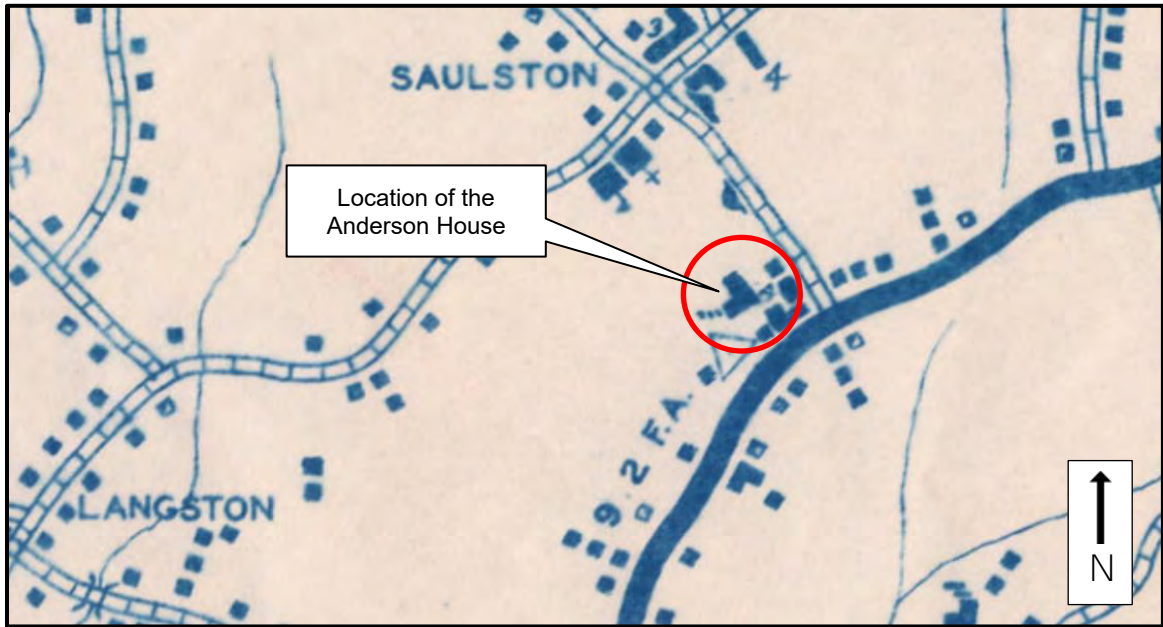 3
SAULSTON
4
Location of the
Anderson House
9.2 F.A.
LANGSTON
N